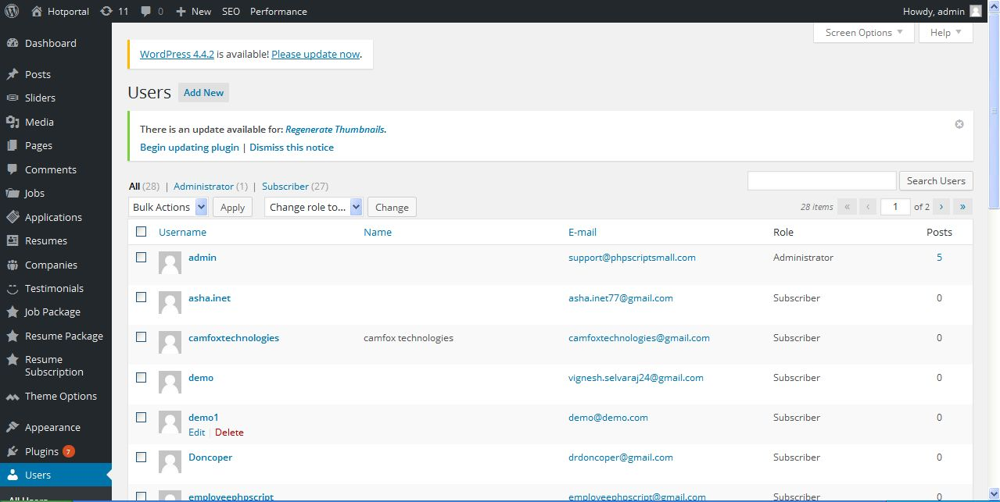 Hotportal 11 0 New SEO Performance Howdy, admin
Screen Options Help
Dashboard
Posts
Sliders
Media
Pages
Comments
Jobs
Applications
Resumes
Companies
Testimonials
Job Package
Resume Package
Resume
Subscription
Theme Options
Appearance
Plugins 7
Users
All Users
WordPress 4.4.2 is available! Please update now.
Users Add New
There is an update available for: Regenerate Thumbnails.
Begin updating plugin | Dismiss this notice
All (28) | Administrator (1) | Subscriber (27) Search Users
Bulk Actions Apply Change role to... Change 28 items « ‹ 1 of 2 › »
Username Name E-mail Role Posts
admin support@phpscriptsmall.com Administrator 5
asha.inet asha.inet77@gmail.com Subscriber 0
camfoxtechnologies camfox technologies camfoxtechnologies@gmail.com Subscriber 0
demo vignesh.selvaraj24@gmail.com Subscriber 0
demo1 demo@demo.com Subscriber 0
Edit | Delete
Doncoper drdoncoper@gmail.com Subscriber 0
employeephpscript employeephpscript@gmail.com Subscriber 0